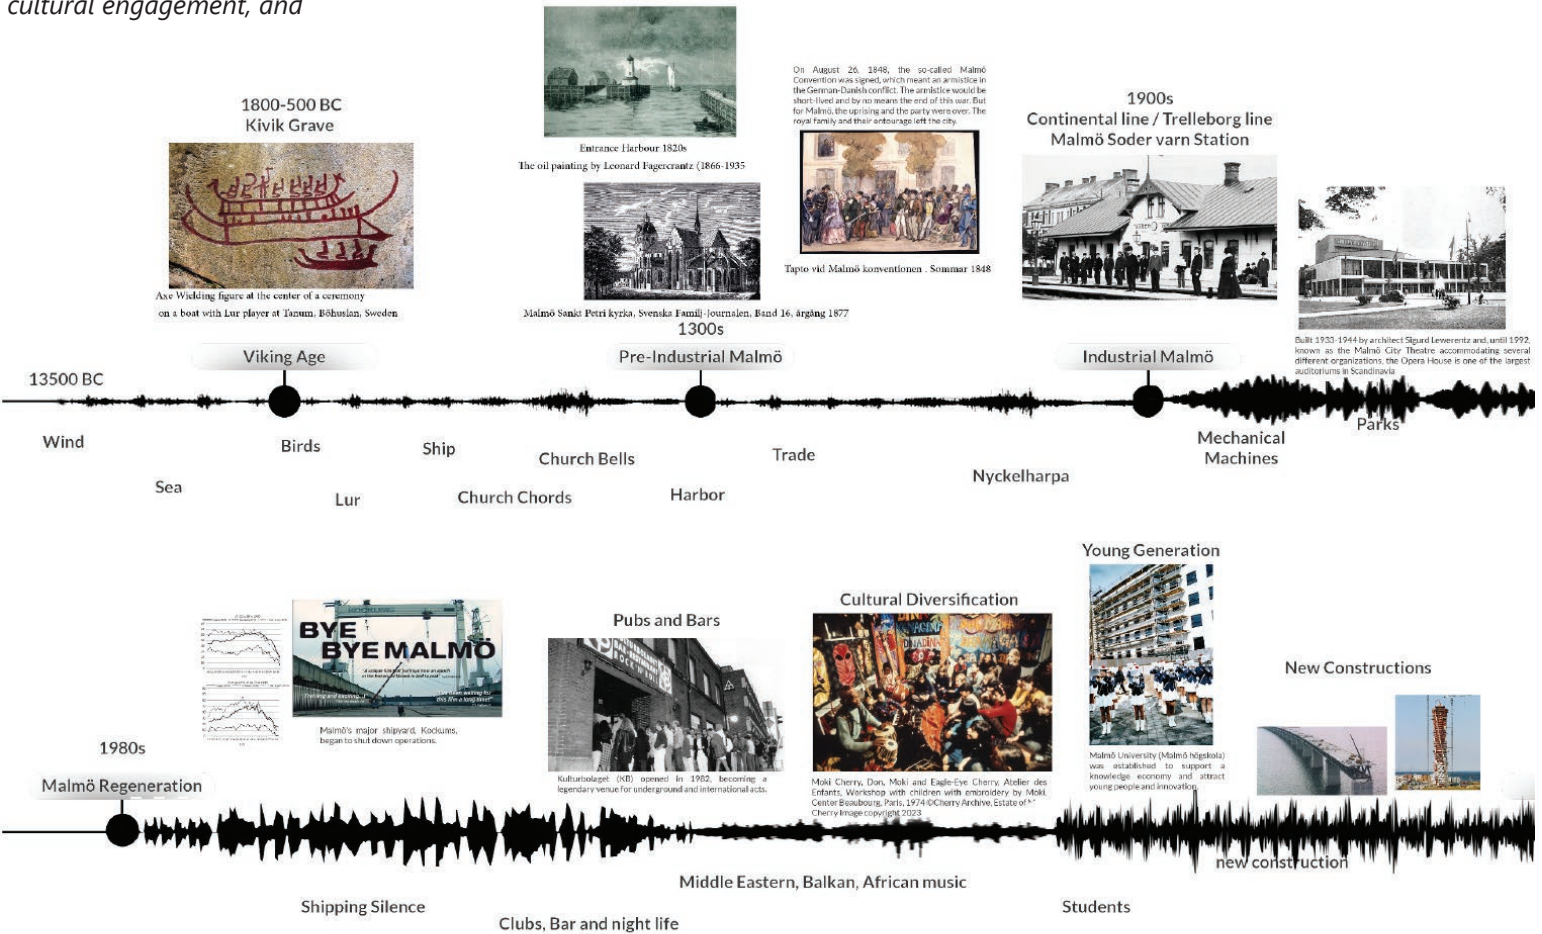 cultural engagement, and
1800-500 BC
Kivik Grave
Axe Wielding figure at the center of a ceremony
on a boat with Lur player at Tanum, Böhuslan, Sweden
Entrance Harbour 1820s
The oil painting by Leonard Fagercrantz (1866-1935
Malmö Sankt Petri kyrka, Svenska Familj-Journalen, Band 16, årgång 1877
On August 26, 1848, the so-called Malmö
Convention was signed, which meant an armistice in
the German-Danish conflict. The armistice would be
short-lived and by no means the end of this war. But
for Malmö, the uprising and the party were over. The
royal family and their entourage left the city.
Tapto vid Malmö konventionen . Sommar 1848
1900s
Continental line / Trelleborg line
Malmö Soder varn Station
Built 1933-1944 by architect Sigurd Lewerentz and, until 1992,
known as the Malmö City Theatre accommodating several
different organizations, the Opera House is one of the largest
auditoriums in Scandinavia
1300s
Viking Age
Pre-Industrial Malmö
Industrial Malmö
13500 BC
Wind
Sea
Birds
Lur
Ship
Church Bells
Church Chords
Harbor
Trade
Nyckelharpa
Mechanical
Machines
Parks
1980s
Malmö Regeneration
BYE
BYE MALMÖ
Malmö's major shipyard, Kockums,
began to shut down operations.
Pubs and Bars
ROCK'N'ROLL
Kulturbolaget (KB) opened in 1982, becoming a
legendary venue for underground and international acts.
Cultural Diversification
Moki Cherry, Don, Moki and Eagle-Eye Cherry, Atelier des
Enfants, Workshop with children with embroidery by Moki,
Center Beaubourg, Paris, 1974 ©Cherry Archive, Estate of
Cherry Image copyright 2023
Young Generation
Malmö University (Malmö högskola)
was established to support a
knowledge economy and attract
young people and innovation.
New Constructions
Shipping Silence
Clubs, Bar and night life
Middle Eastern, Balkan, African music
Students
new construction